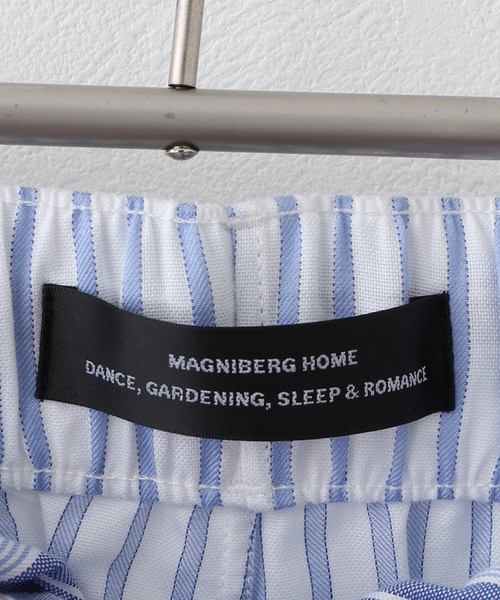 MAGNIBERG HOME
DANCE, GARDENING, SLEEP & ROMANCE